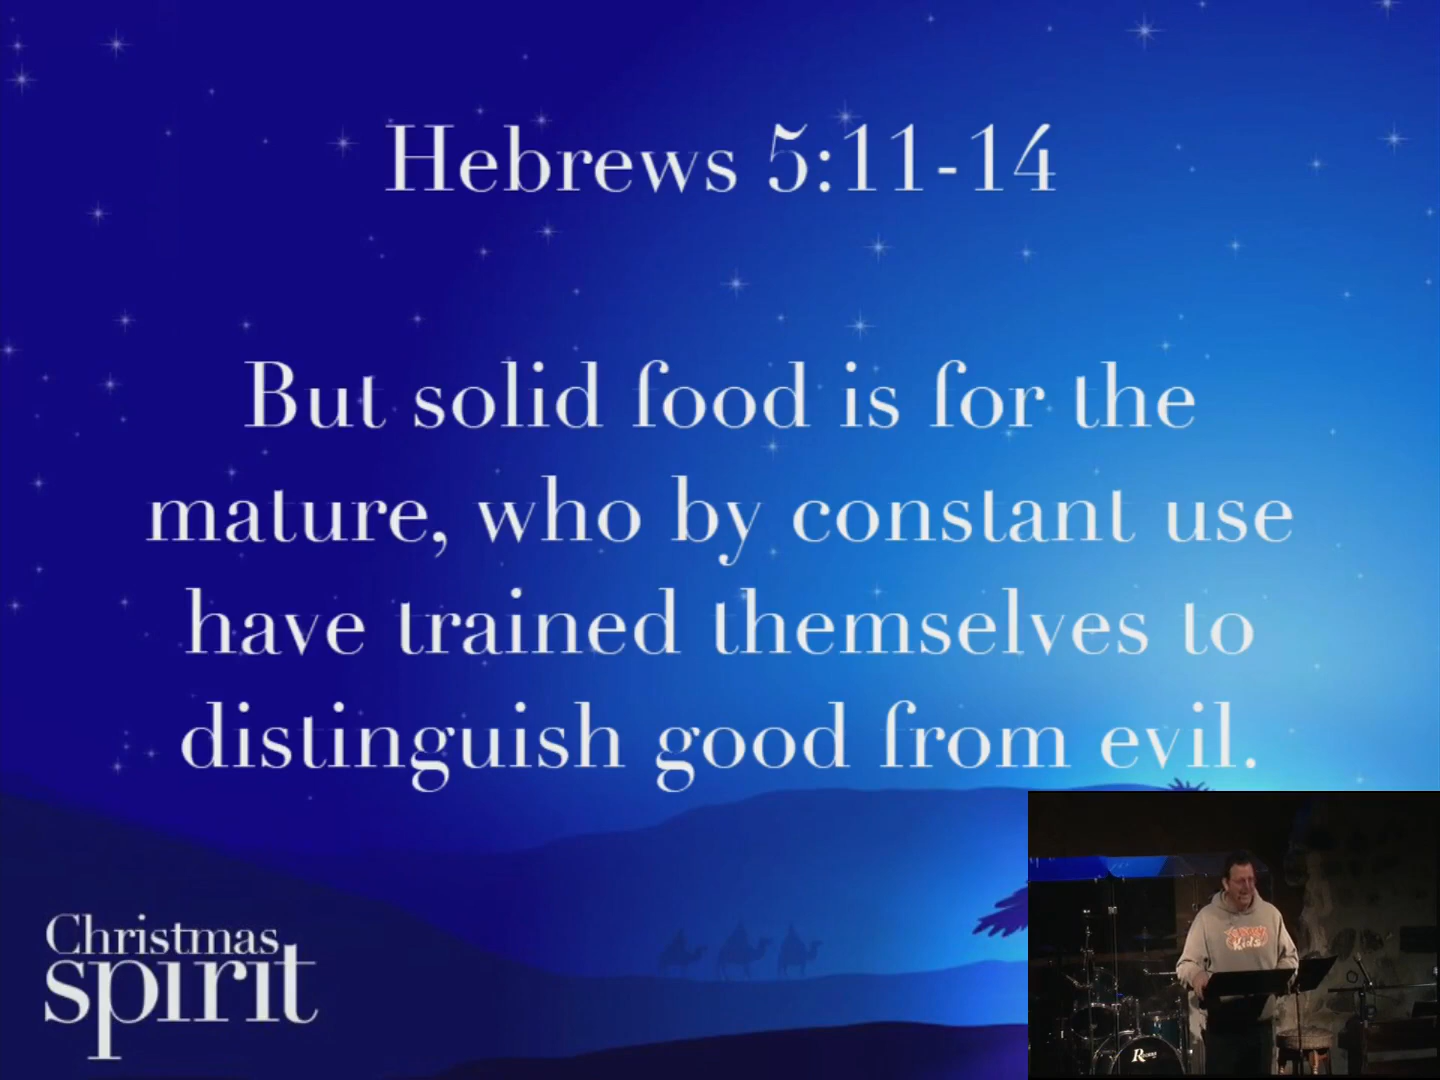 Hebrews 5:11-14
But solid food is for the
mature, who by constant use
have trained themselves to
distinguish good from evil.
Christmas
spirit
Kids